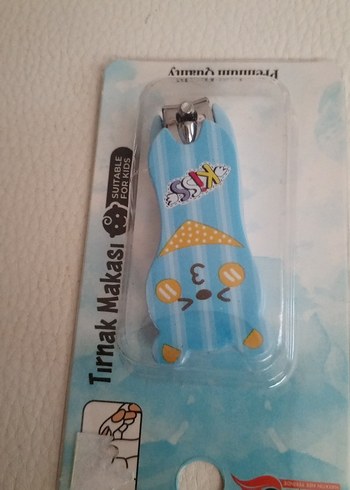 Premium Quality
SUITABLE
FOR KIDS
Tırnak Makası
KISS